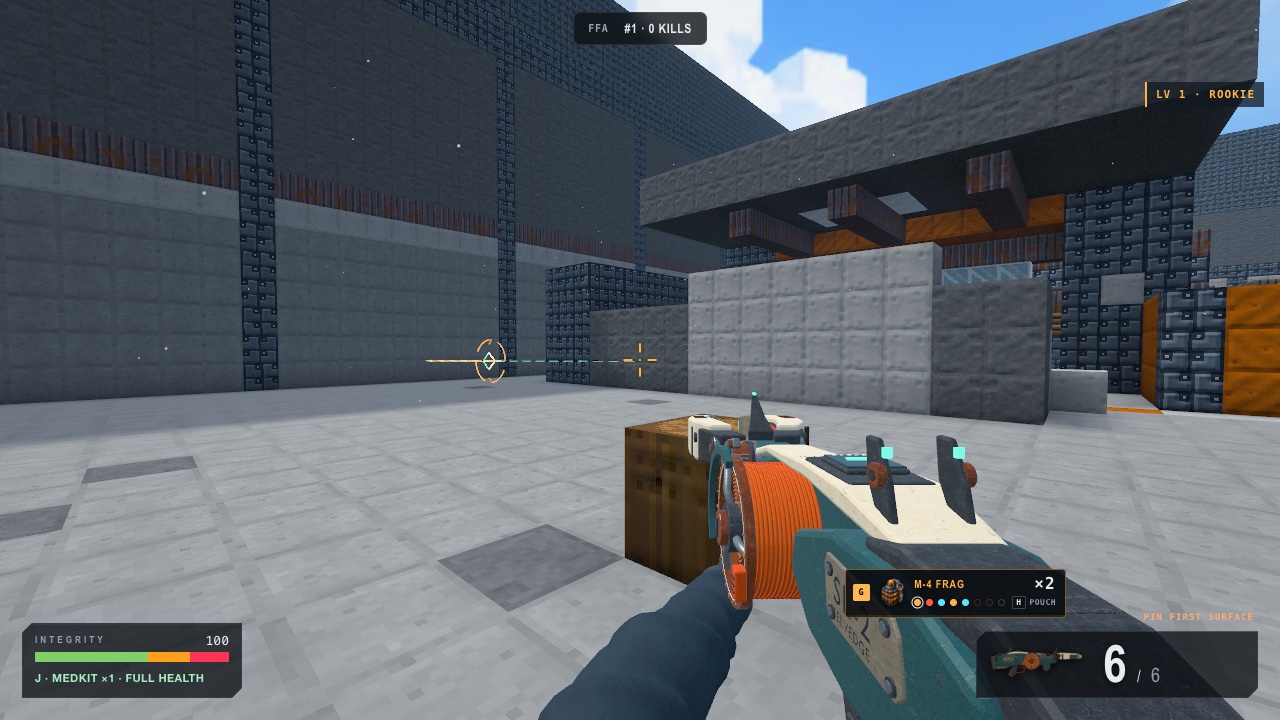 FFA #1 · 0 KILLS
LV 1 · ROOKIE
G M-4 FRAG ×2
H POUCH
PIN FIRST SURFACE
INTEGRITY 100
J · MEDKIT ×1 · FULL HEALTH
6 / 6